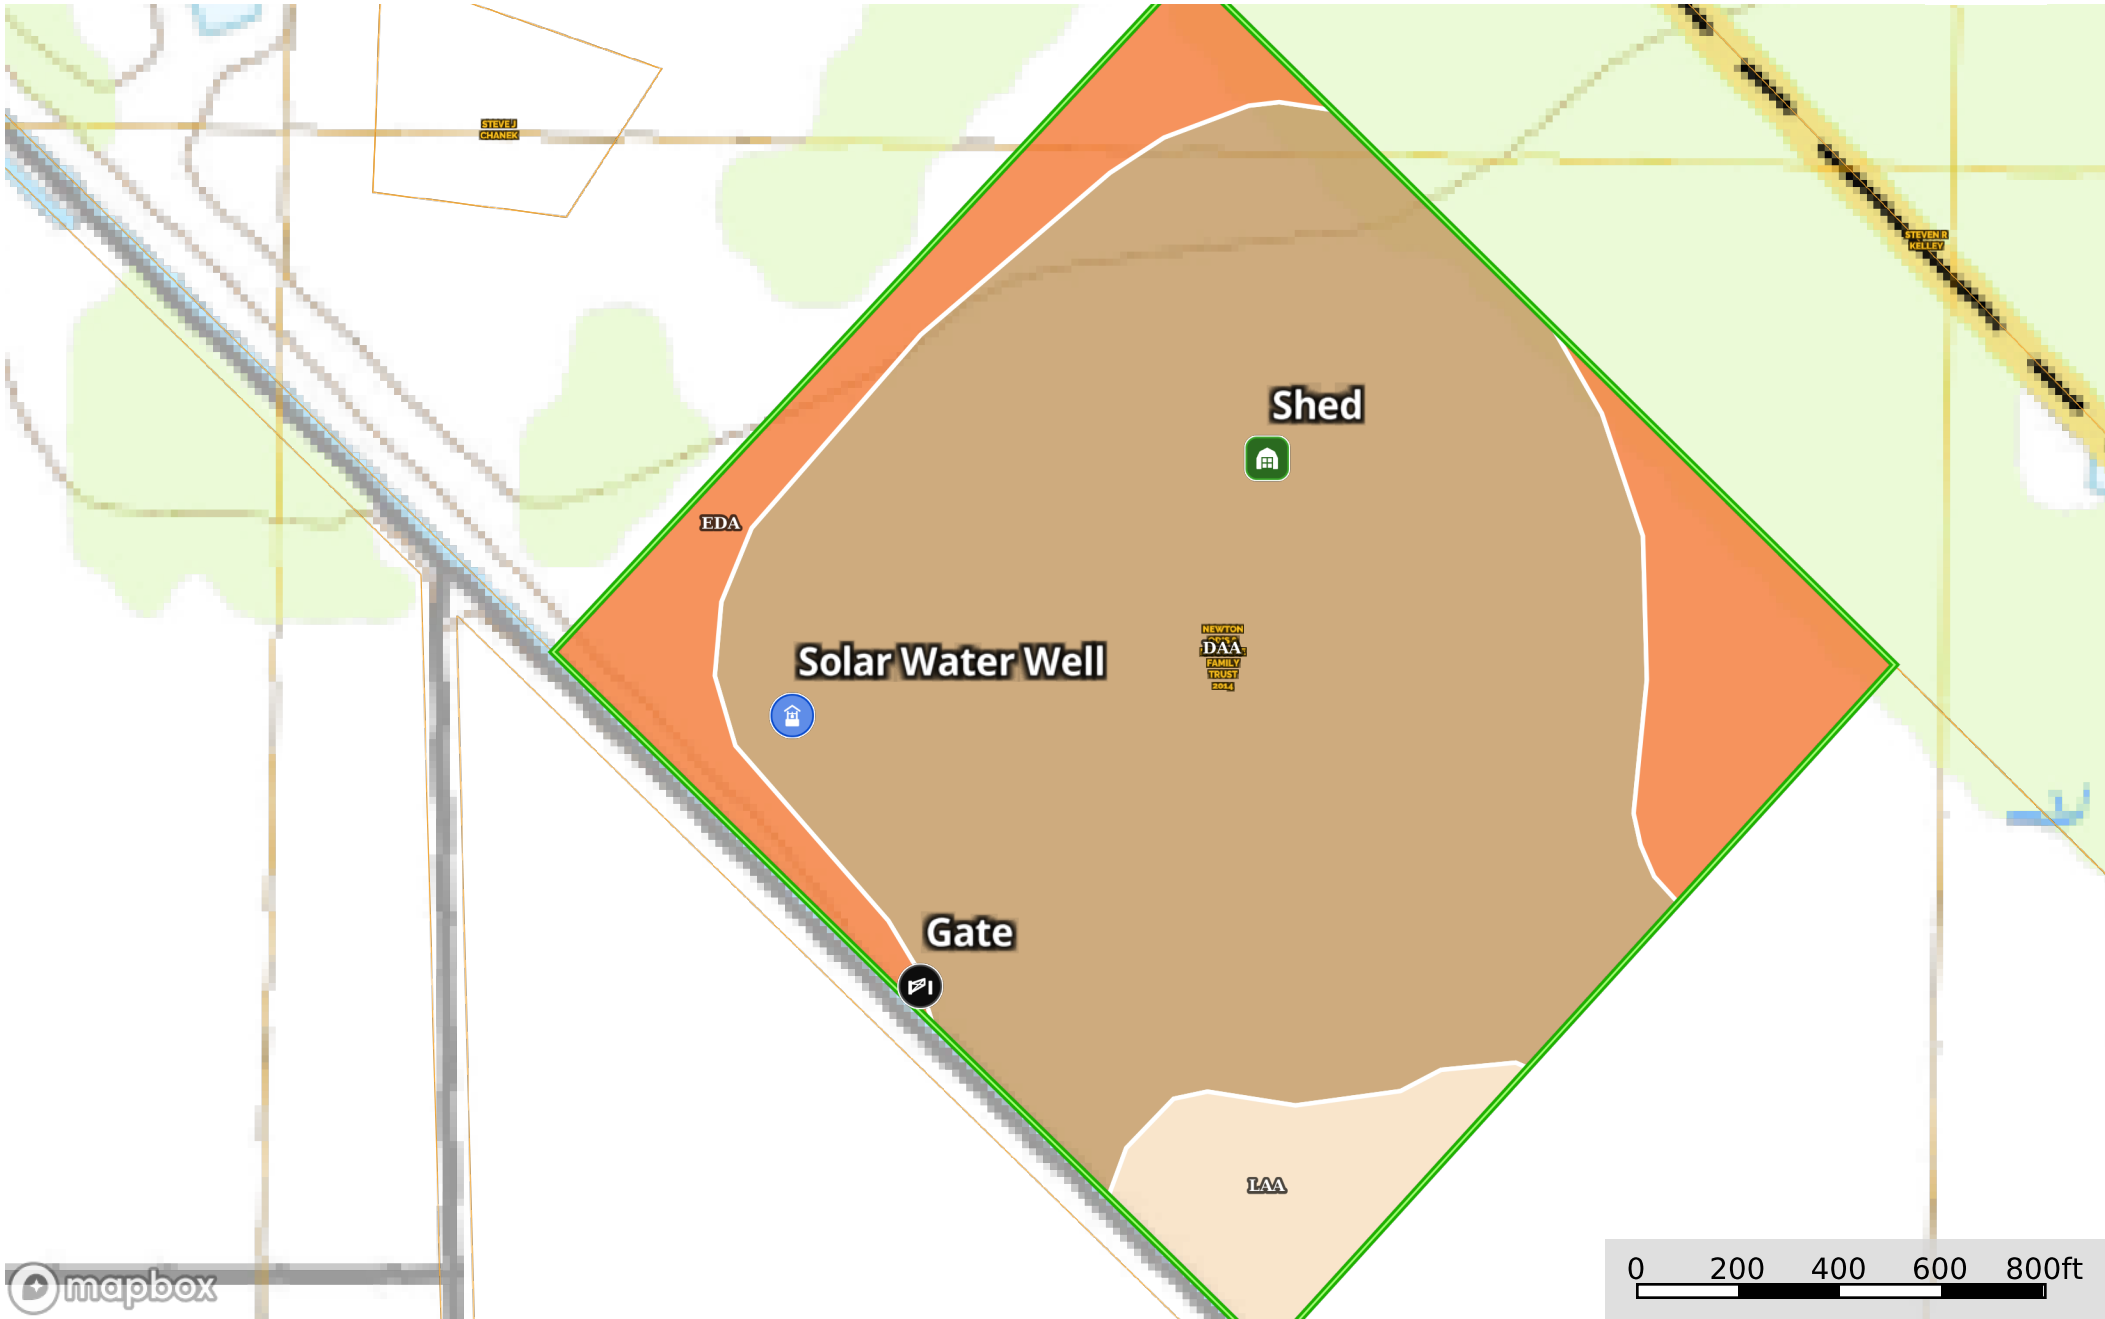 STEVE J
CHANEK
STEVEN R
KELLEY
Shed
EDA
NEWTON
DAA
FAMILY
TRUST
2014
Solar Water Well
Gate
LAA
mapbox
0 200 400 600 800ft